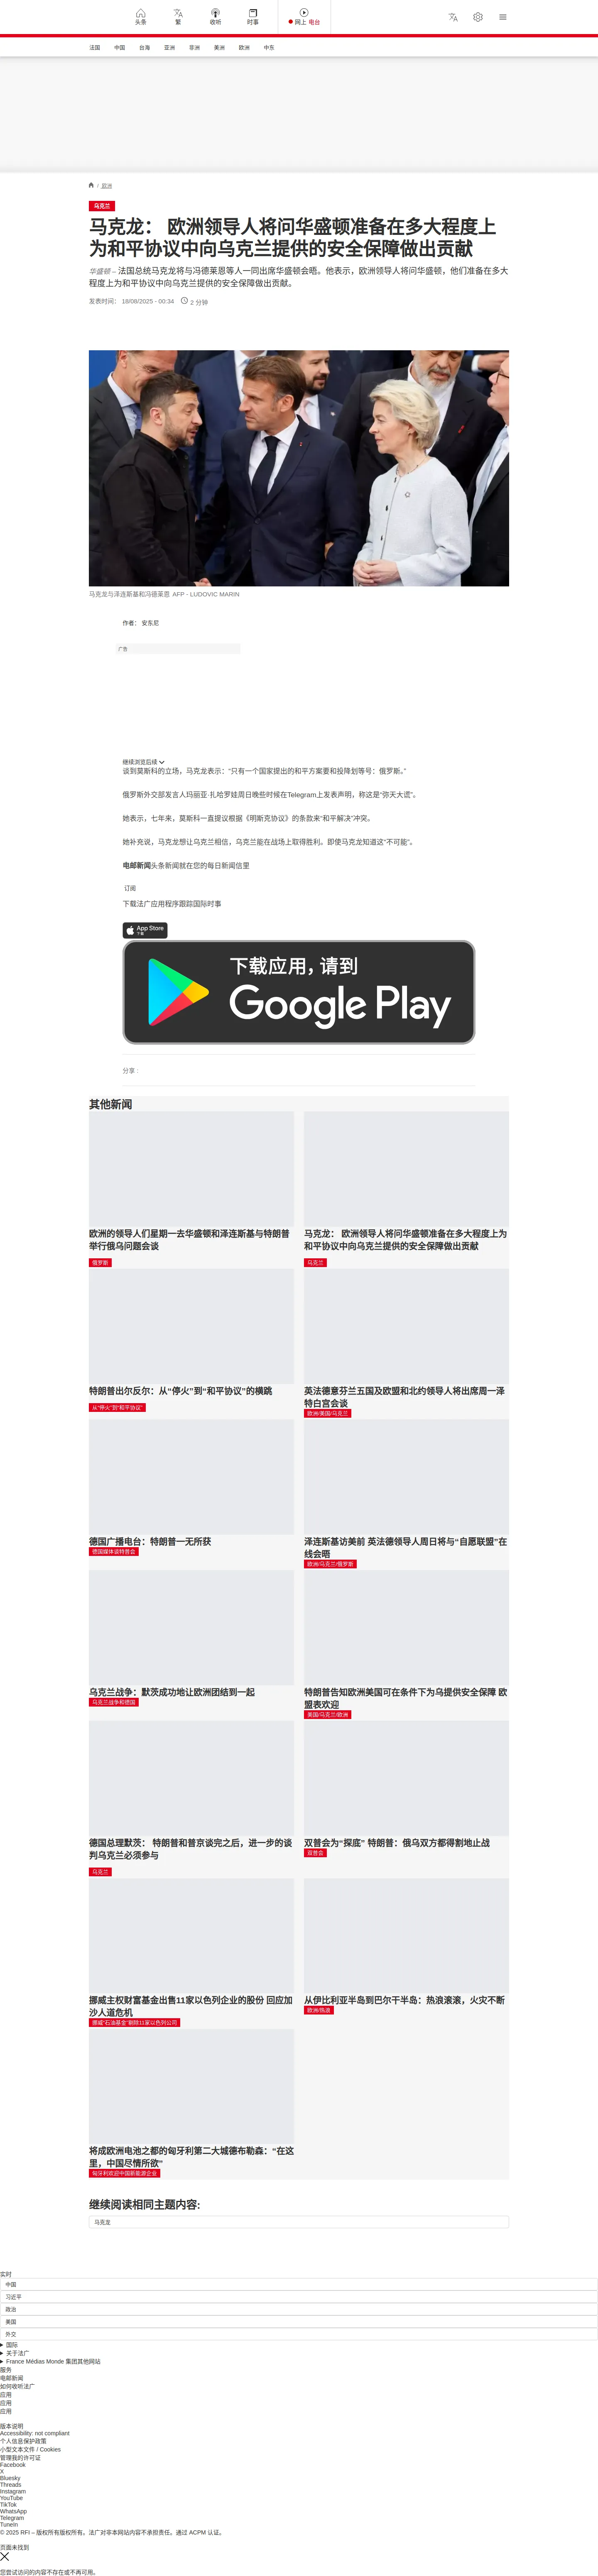 头条
繁
收听
时事
网上 电台
法国 中国 台海 亚洲 非洲 美洲 欧洲 中东
/ 欧洲
乌克兰
马克龙： 欧洲领导人将问华盛顿准备在多大程度上
为和平协议中向乌克兰提供的安全保障做出贡献
华盛顿 – 法国总统马克龙将与冯德莱恩等人一同出席华盛顿会晤。他表示，欧洲领导人将问华盛顿，他们准备在多大
程度上为和平协议中向乌克兰提供的安全保障做出贡献。
发表时间： 18/08/2025 - 00:34 2 分钟
马克龙与泽连斯基和冯德莱恩 AFP - LUDOVIC MARIN
作者： 安东尼
广告
继续浏览后续
谈到莫斯科的立场，马克龙表示：“只有一个国家提出的和平方案要和投降划等号：俄罗斯。”
俄罗斯外交部发言人玛丽亚·扎哈罗娃周日晚些时候在Telegram上发表声明，称这是“弥天大谎”。
她表示，七年来，莫斯科一直提议根据《明斯克协议》的条款来“和平解决”冲突。
她补充说，马克龙想让乌克兰相信，乌克兰能在战场上取得胜利。即使马克龙知道这“不可能”。
电邮新闻头条新闻就在您的每日新闻信里
订阅
下载法广应用程序跟踪国际时事
App Store
下载
下载应用，请到
Google Play
分享 :
其他新闻
欧洲的领导人们星期一去华盛顿和泽连斯基与特朗普
举行俄乌问题会谈
俄罗斯
马克龙： 欧洲领导人将问华盛顿准备在多大程度上为
和平协议中向乌克兰提供的安全保障做出贡献
乌克兰
特朗普出尔反尔：从“停火”到“和平协议”的横跳
从“停火”到“和平协议”
英法德意芬兰五国及欧盟和北约领导人将出席周一泽
特白宫会谈
欧洲/美国/乌克兰
德国广播电台：特朗普一无所获
德国媒体谈特普会
泽连斯基访美前 英法德领导人周日将与“自愿联盟”在
线会晤
欧洲/乌克兰/俄罗斯
乌克兰战争：默茨成功地让欧洲团结到一起
乌克兰战争和德国
特朗普告知欧洲美国可在条件下为乌提供安全保障 欧
盟表欢迎
美国/乌克兰/欧洲
德国总理默茨： 特朗普和普京谈完之后，进一步的谈
判乌克兰必须参与
乌克兰
双普会为“探底” 特朗普：俄乌双方都得割地止战
双普会
挪威主权财富基金出售11家以色列企业的股份 回应加
沙人道危机
挪威“石油基金”剔除11家以色列公司
从伊比利亚半岛到巴尔干半岛：热浪滚滚，火灾不断
欧洲/热浪
将成欧洲电池之都的匈牙利第二大城德布勒森：“在这
里，中国尽情所欲”
匈牙利欢迎中国新能源企业
继续阅读相同主题内容:
马克龙
实时
中国
习近平
政治
美国
外交
国际
关于法广
France Médias Monde 集团其他网站
服务
电邮新闻
如何收听法广
应用
应用
应用
版本说明
Accessibility: not compliant
个人信息保护政策
小型文本文件 / Cookies
管理我的许可证
Facebook
X
Bluesky
Threads
Instagram
YouTube
TikTok
WhatsApp
Telegram
TuneIn
© 2025 RFI – 版权所有版权所有。法广对非本网站内容不承担责任。通过 ACPM 认证。
页面未找到
您尝试访问的内容不存在或不再可用。